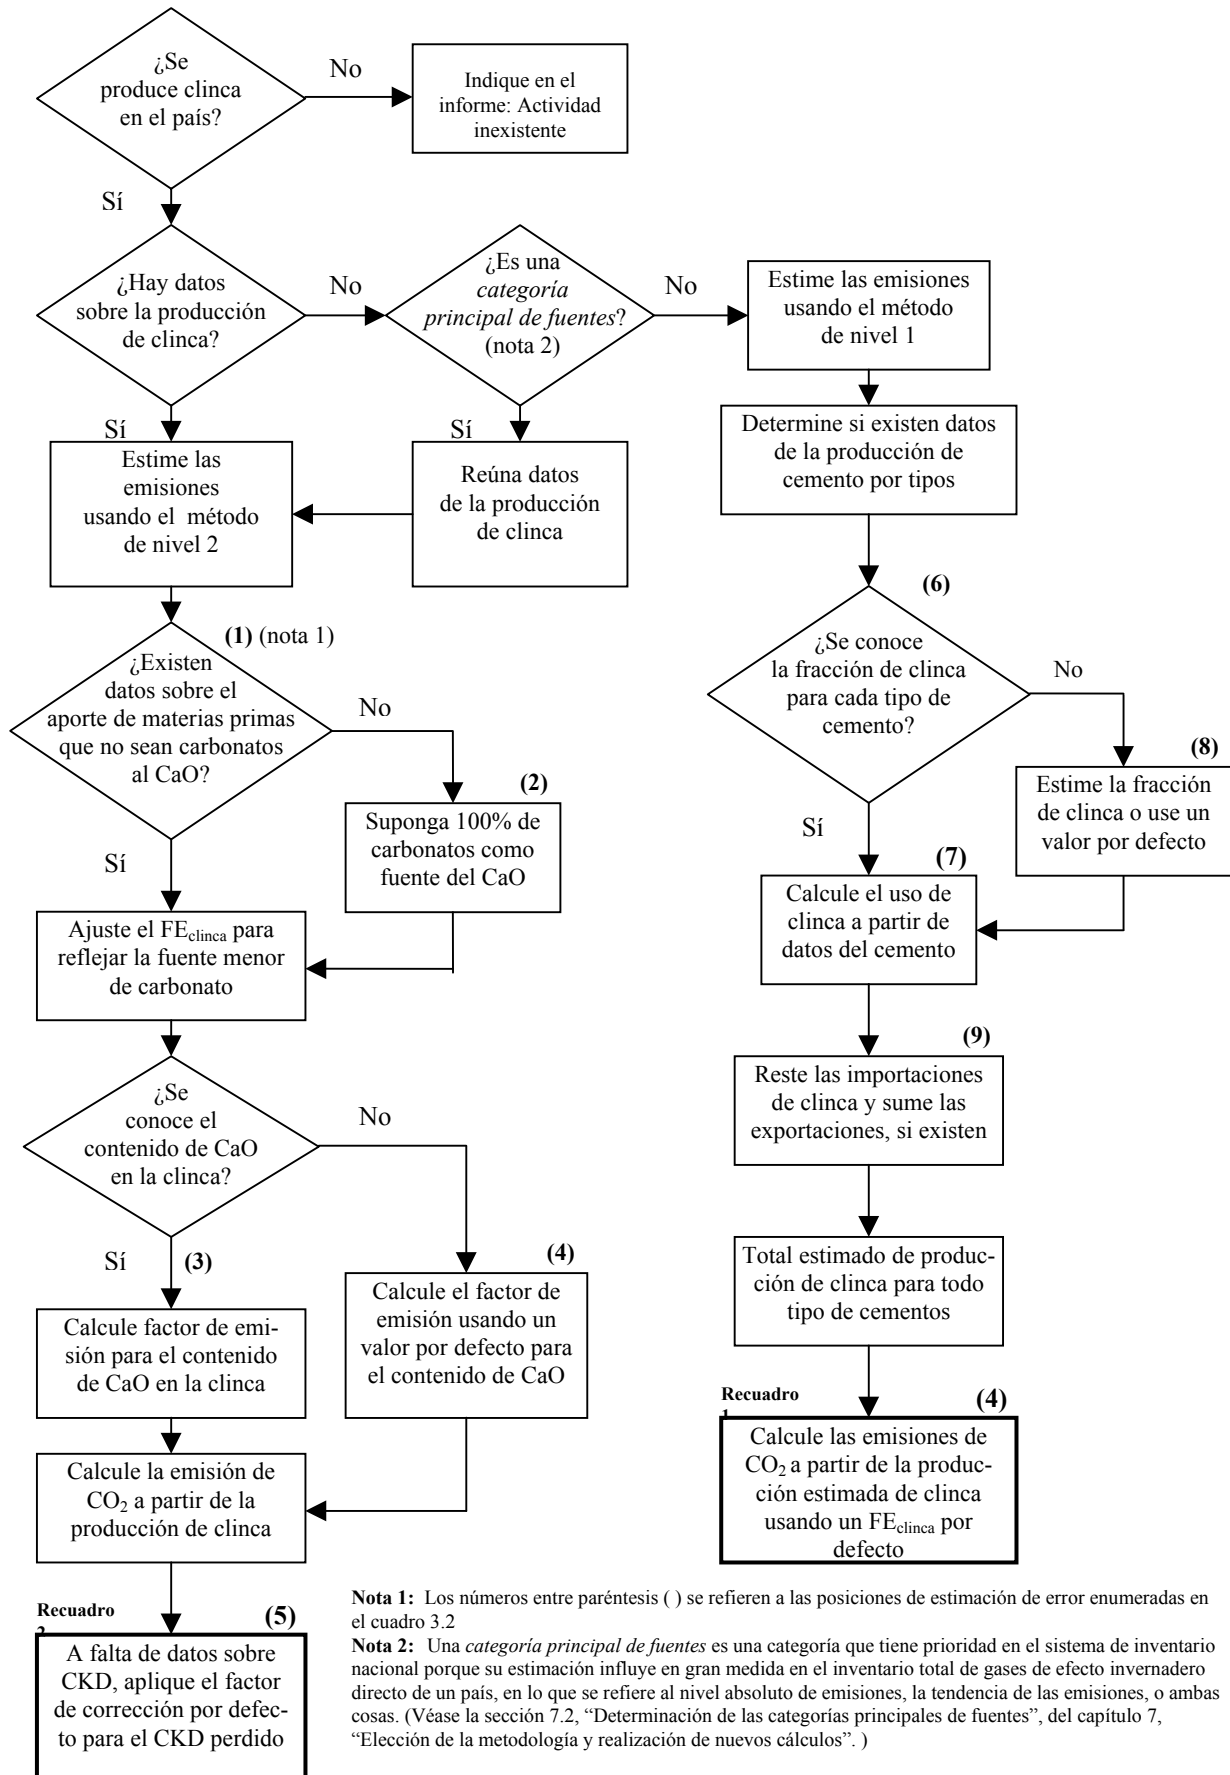 ¿Se
produce clinca
en el país?
No
Indique en el
informe: Actividad
inexistente
Sí
¿Hay datos
sobre la producción
de clinca?
No
¿Es una
categoría
principal de fuentes?
(nota 2)
No
Estime las emisiones
usando el método
de nivel 1
Sí
Estime las
emisiones
usando el método
de nivel 2
Sí
Reúna datos
de la producción
de clinca
Determine si existen datos
de la producción de
cemento por tipos
(1) (nota 1)
¿Existen
datos sobre el
aporte de materias primas
que no sean carbonatos
al CaO?
No
(2)
Suponga 100% de
carbonatos como
fuente del CaO
Sí
Ajuste el FEclinca para
reflejar la fuente menor
de carbonato
(6)
¿Se conoce
la fracción de clinca
para cada tipo de
cemento?
No
(8)
Estime la fracción
de clinca o use un
valor por defecto
Sí
(7)
Calcule el uso de
clinca a partir de
datos del cemento
(9)
Reste las importaciones
de clinca y sume las
exportaciones, si existen
¿Se
conoce el
contenido de CaO
en la clinca?
No
Sí
(3)
(4)
Calcule factor de emi-
sión para el contenido
de CaO en la clinca
Calcule el factor de
emisión usando un
valor por defecto para
el contenido de CaO
Total estimado de produc-
ción de clinca para todo
tipo de cementos
Calcule la emisión de
CO2 a partir de la
producción de clinca
Recuadro
1
(4)
Calcule las emisiones de
CO2 a partir de la produc-
ción estimada de clinca
usando un FEclinca por
defecto
Recuadro
2
(5)
A falta de datos sobre
CKD, aplique el factor
de corrección por defec-
to para el CKD perdido
Nota 1: Los números entre paréntesis ( ) se refieren a las posiciones de estimación de error enumeradas en
el cuadro 3.2
Nota 2: Una categoría principal de fuentes es una categoría que tiene prioridad en el sistema de inventario
nacional porque su estimación influye en gran medida en el inventario total de gases de efecto invernadero
directo de un país, en lo que se refiere al nivel absoluto de emisiones, la tendencia de las emisiones, o ambas
cosas. (Véase la sección 7.2, “Determinación de las categorías principales de fuentes”, del capítulo 7,
“Elección de la metodología y realización de nuevos cálculos”. )